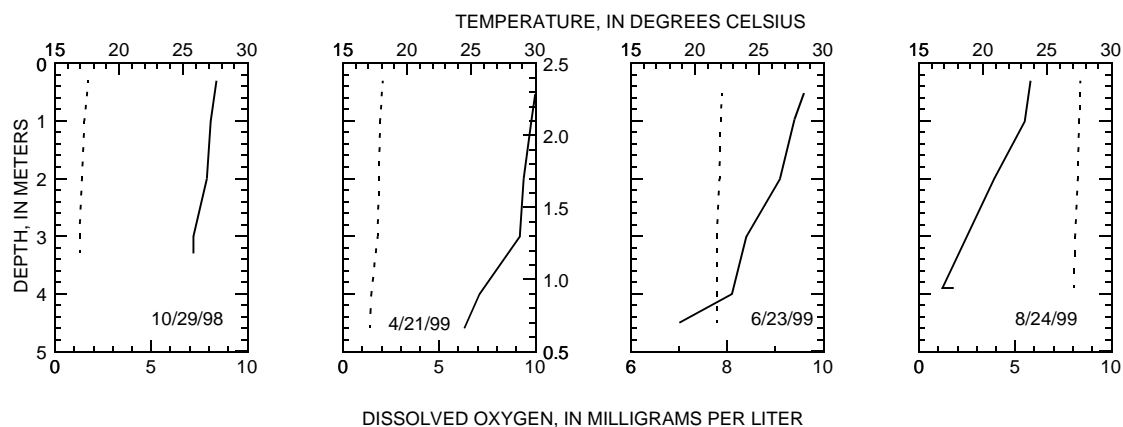 TEMPERATURE, IN DEGREES CELSIUS
15 20 25 30 15 20 25 30 15 20 25 30 15 20 25 30
0 2.5
1 2.0
2
1.5
3
DEPTH, IN METERS
1.0
4
10/29/98 4/21/99 6/23/99 8/24/99
5 0.5
0 5 10 0 5 10 6 8 10 0 5 10
DISSOLVED OXYGEN, IN MILLIGRAMS PER LITER